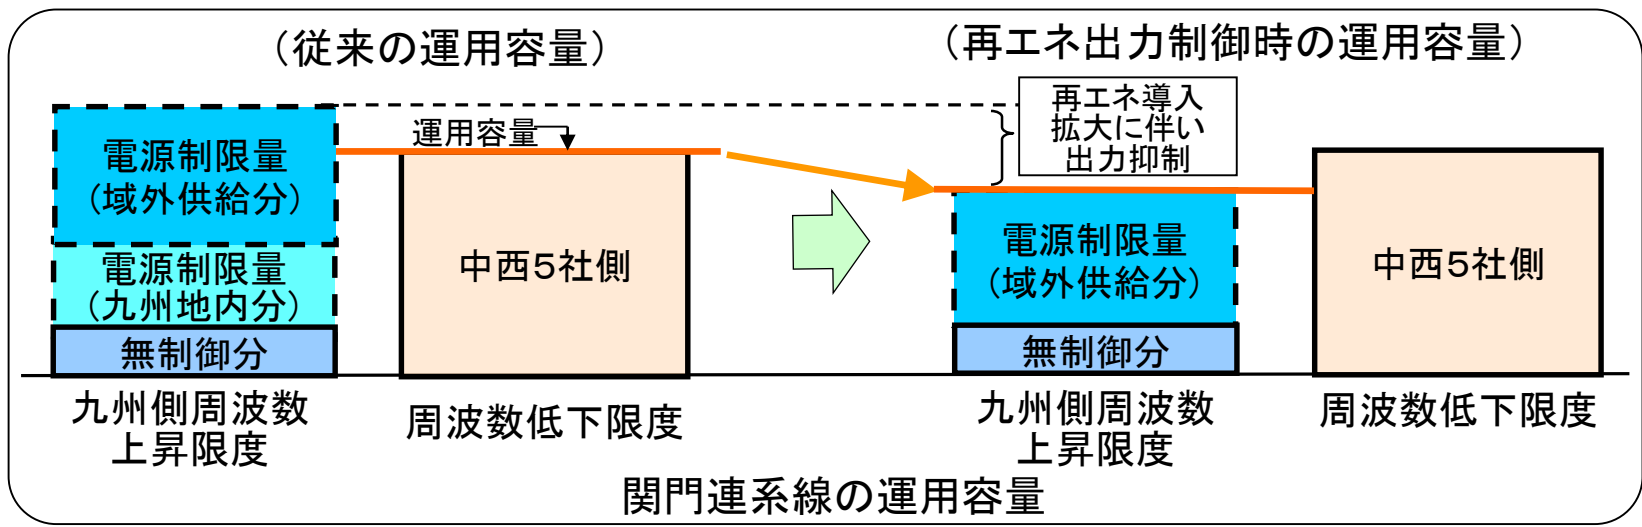 （従来の運用容量）
（再エネ出力制御時の運用容量）
再エネ導入
拡大に伴い
出力抑制
運用容量
電源制限量
（域外供給分）
電源制限量
（九州地内分）
無制御分
中西５社側
電源制限量
（域外供給分）
無制御分
中西５社側
九州側周波数
上昇限度
周波数低下限度
九州側周波数
上昇限度
周波数低下限度
関門連系線の運用容量